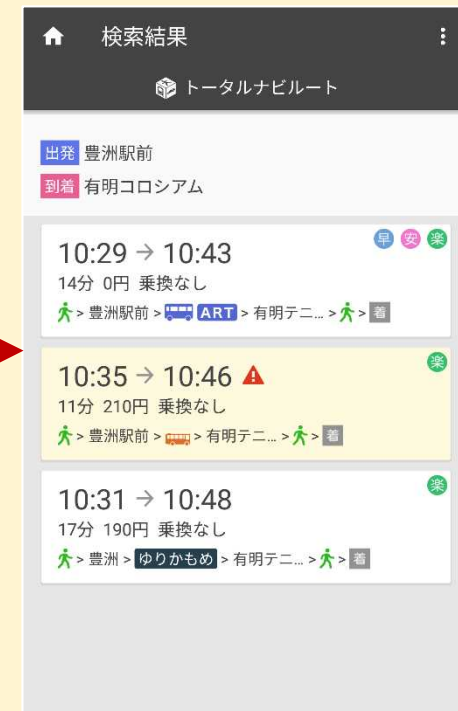 検索結果
トータルナビルート
出発 豊洲駅前
到着 有明コロシアム
早 安 楽
10:29 → 10:43
14分 0円 乗換なし
> 豊洲駅前 > ART > 有明テニ... > > 着
楽
10:35 → 10:46
11分 210円 乗換なし
> 豊洲駅前 > > 有明テニ... > > 着
楽
10:31 → 10:48
17分 190円 乗換なし
> 豊洲 > ゆりかもめ > 有明テニ... > > 着